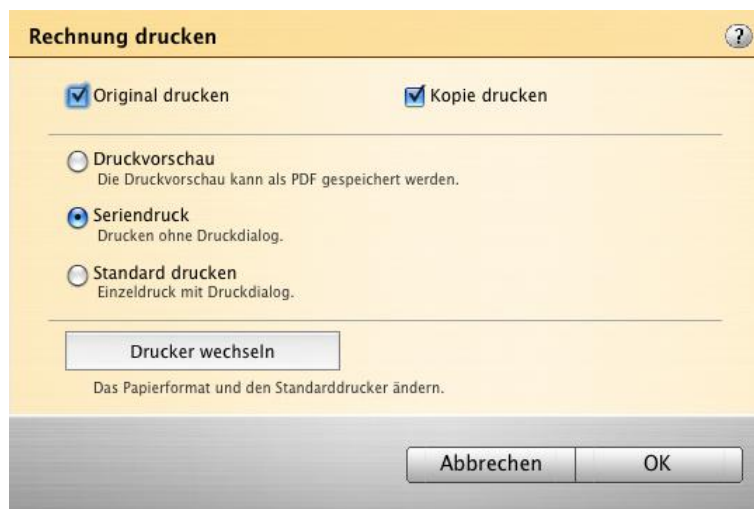 Rechnung drucken ?
Original drucken Kopie drucken
Druckvorschau
Die Druckvorschau kann als PDF gespeichert werden.
Seriendruck
Drucken ohne Druckdialog.
Standard drucken
Einzeldruck mit Druckdialog.
Drucker wechseln
Das Papierformat und den Standarddrucker ändern.
Abbrechen OK